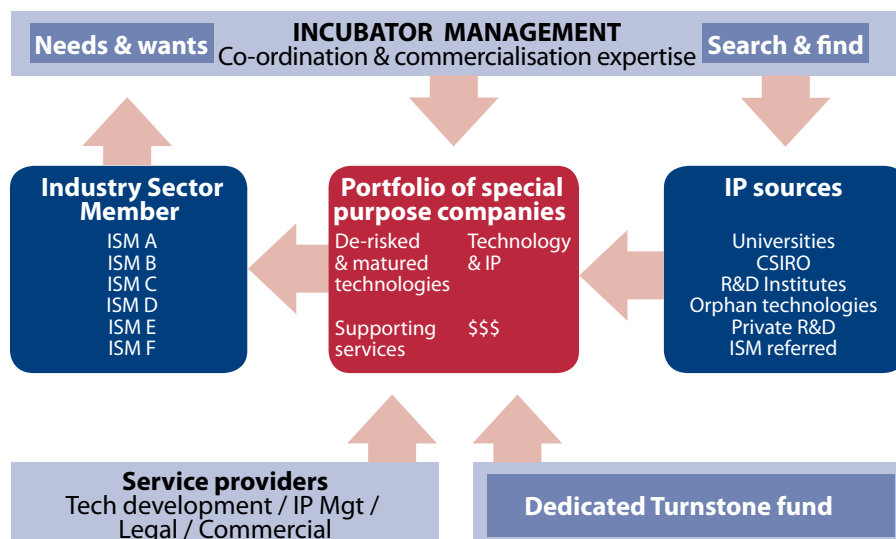 INCUBATOR MANAGEMENT
Needs & wants
Co-ordination & commercialisation expertise
Search & find
Industry Sector
Member
ISM A
ISM B
ISM C
ISM D
ISM E
ISM F
Portfolio of special
purpose companies
De-risked
& matured
technologies
Technology
& IP
Supporting
services
$$$
IP sources
Universities
CSIRO
R&D Institutes
Orphan technologies
Private R&D
ISM referred
Service providers
Tech development / IP Mgt /
Legal / Commercial
Dedicated Turnstone fund